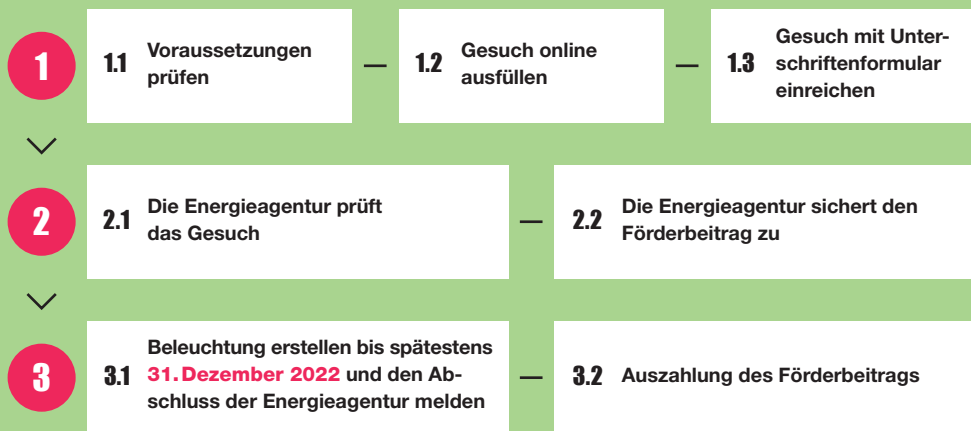 1
1.1 Voraussetzungen
prüfen
—
1.2 Gesuch online
ausfüllen
—
1.3 Gesuch mit Unter-
schriftenformular
einreichen
2
2.1 Die Energieagentur prüft
das Gesuch
—
2.2 Die Energieagentur sichert den
Förderbeitrag zu
3
3.1 Beleuchtung erstellen bis spätestens
31. Dezember 2022 und den Ab-
schluss der Energieagentur melden
—
3.2 Auszahlung des Förderbeitrags